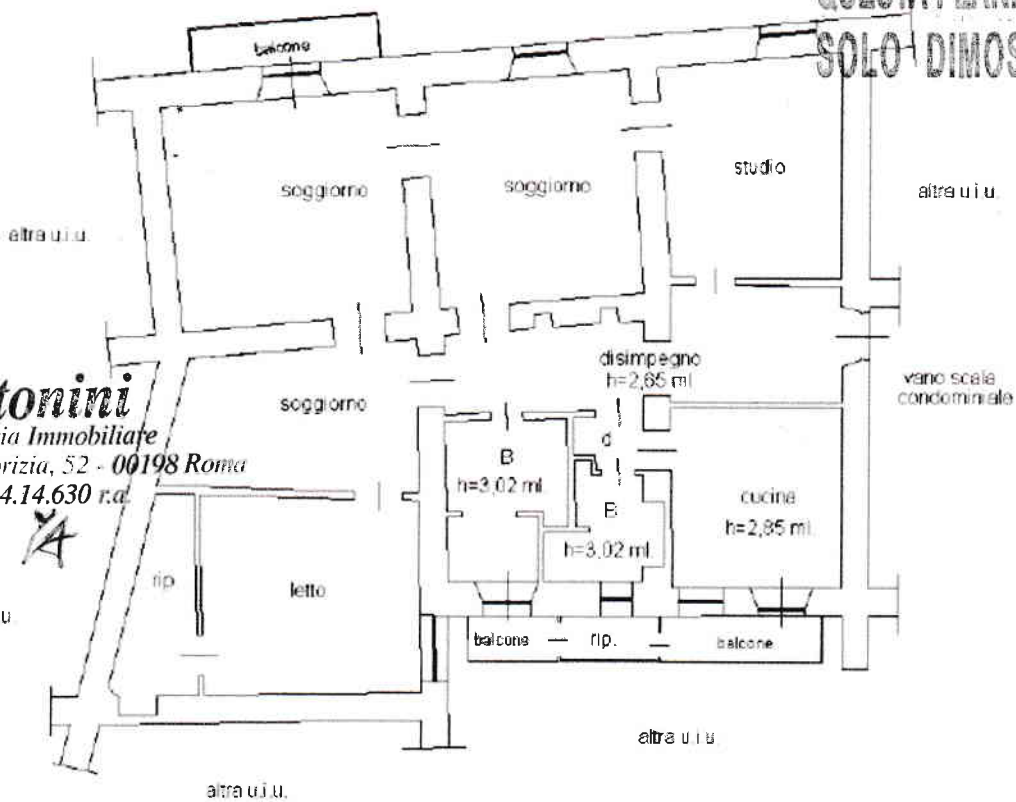 SOLO DIMOS
balcone
soggiorno
soggiorno
studio
altra u.i.u.
altra u.i.u.
disimpegno
h=2,65 ml
vano scala
condominiale
tonini
ia Immobiliare
rizia, 52 - 00198 Roma
4.14.630 r.a.
soggiorno
d
B
h=3,02 ml.
B
h=3,02 ml.
cucina
h=2,85 ml.
rip.
letto
u
balcone
rip.
balcone
altra u.i.u.
altra u.i.u.